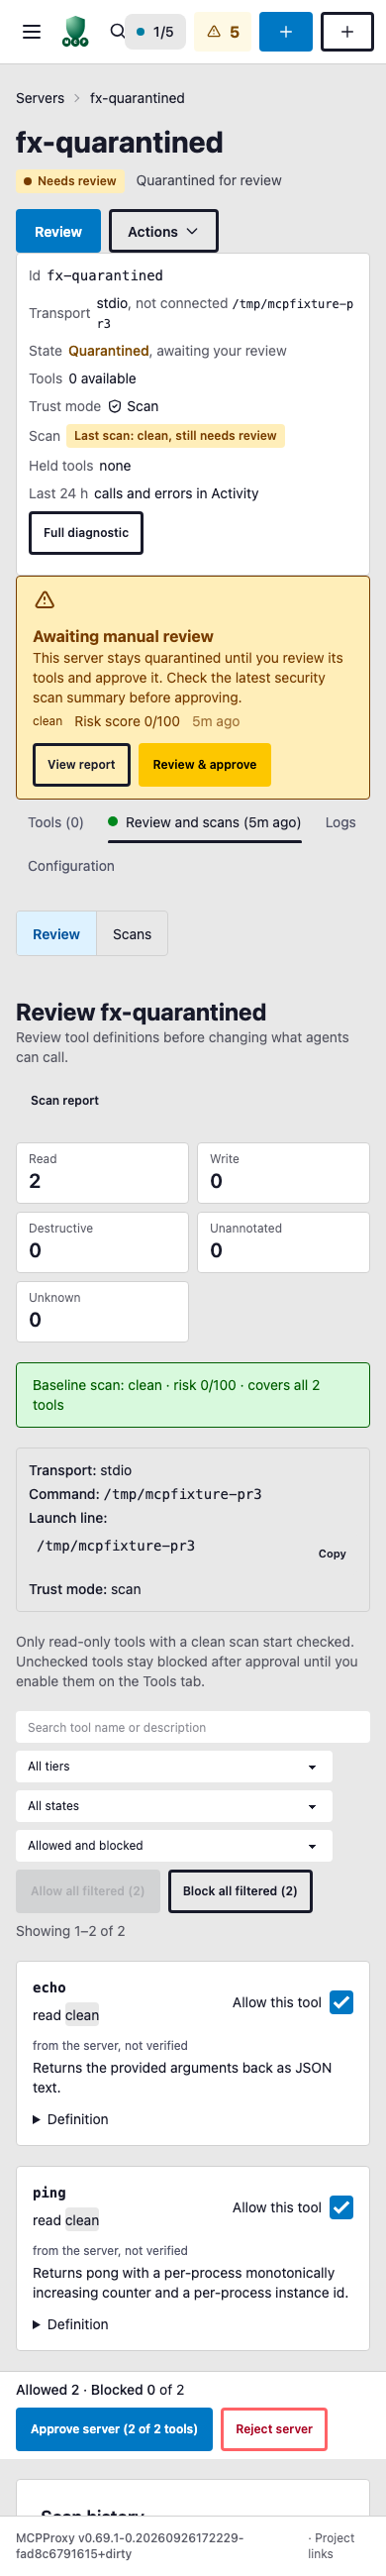 1/5
5
Servers > fx-quarantined
fx-quarantined
Needs review Quarantined for review
Review Actions
Id fx-quarantined
Transport stdio, not connected /tmp/mcpfixture-p
r3
State Quarantined, awaiting your review
Tools 0 available
Trust mode Scan
Scan Last scan: clean, still needs review
Held tools none
Last 24 h calls and errors in Activity
Full diagnostic
Awaiting manual review
This server stays quarantined until you review its
tools and approve it. Check the latest security
scan summary before approving.
clean Risk score 0/100 5m ago
View report Review & approve
Tools (0) Review and scans (5m ago) Logs
Configuration
Review Scans
Review fx-quarantined
Review tool definitions before changing what agents
can call.
Scan report
Read Write
2 0
Destructive Unannotated
0 0
Unknown
0
Baseline scan: clean · risk 0/100 · covers all 2
tools
Transport: stdio
Command: /tmp/mcpfixture-pr3
Launch line:
/tmp/mcpfixture-pr3
Copy
Trust mode: scan
Only read-only tools with a clean scan start checked.
Unchecked tools stay blocked after approval until you
enable them on the Tools tab.
Search tool name or description
All tiers
All states
Allowed and blocked
Allow all filtered (2) Block all filtered (2)
Showing 1–2 of 2
echo
read clean Allow this tool
from the server, not verified
Returns the provided arguments back as JSON
text.
Definition
ping
read clean Allow this tool
from the server, not verified
Returns pong with a per-process monotonically
increasing counter and a per-process instance id.
Definition
Allowed 2 · Blocked 0 of 2
Approve server (2 of 2 tools) Reject server
Scan history
MCPProxy v0.69.1-0.20260926172229-
fad8c6791615+dirty
· Project
links